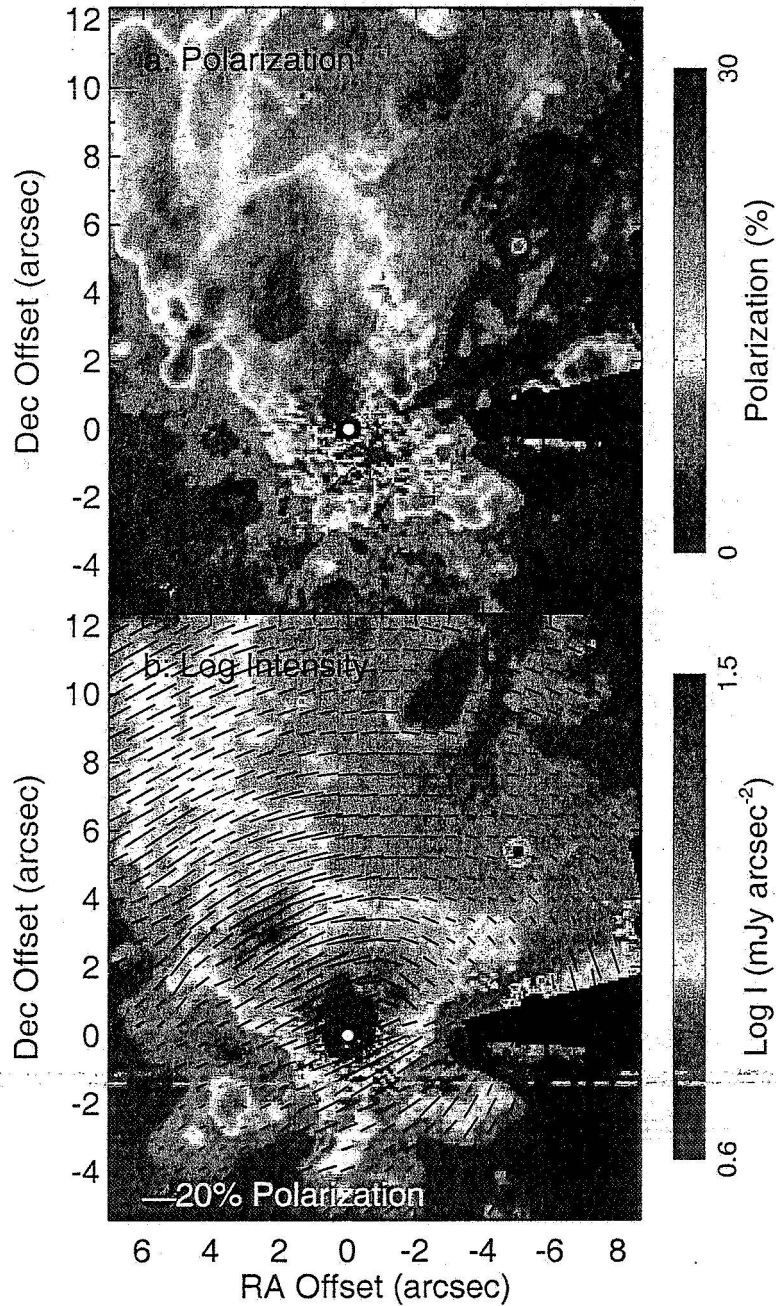 a. Polarization
12
10
8
6
4
2
0
-2
-4
Dec Offset (arcsec)
30
0
Polarization (%)
b. Log Intensity
12
10
8
6
4
2
0
-2
-4
Dec Offset (arcsec)
1.5
0.6
Log I (mJy arcsec-2)
20% Polarization
6 4 2 0 -2 -4 -6 8
RA Offset (arcsec)